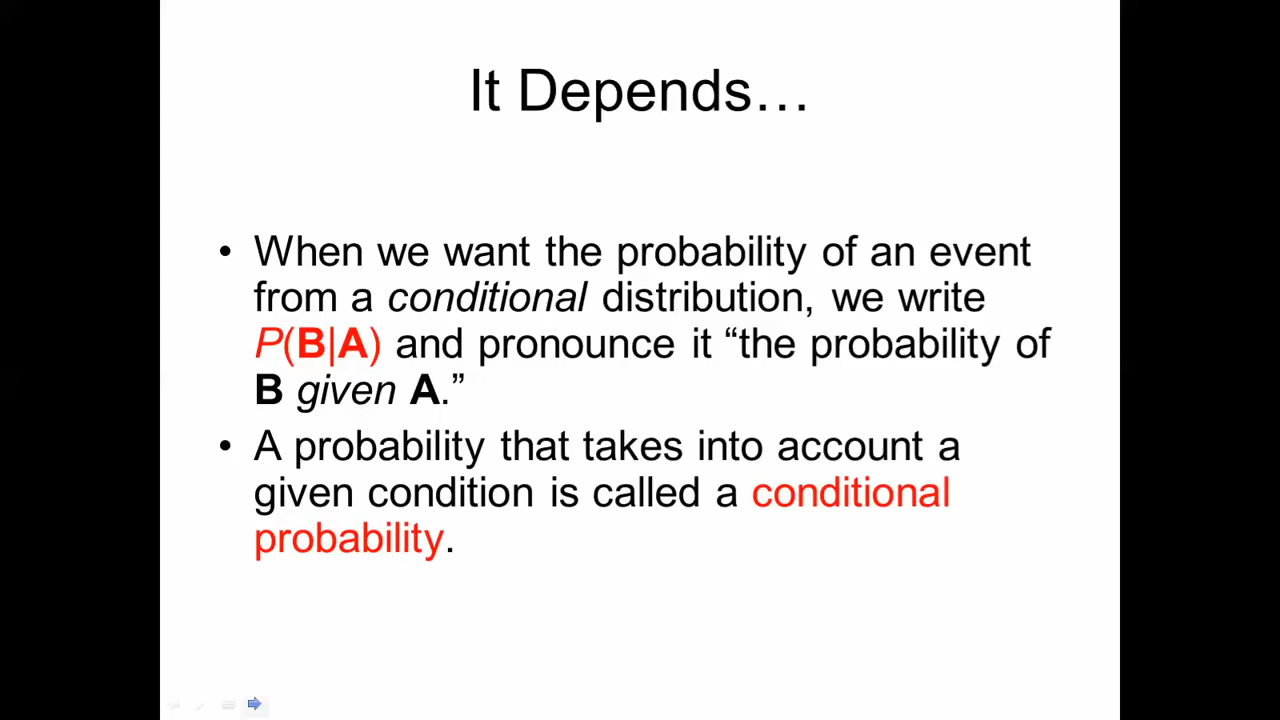 It Depends…
• When we want the probability of an event
from a conditional distribution, we write
P(B|A) and pronounce it “the probability of
B given A.”
• A probability that takes into account a
given condition is called a conditional
probability.